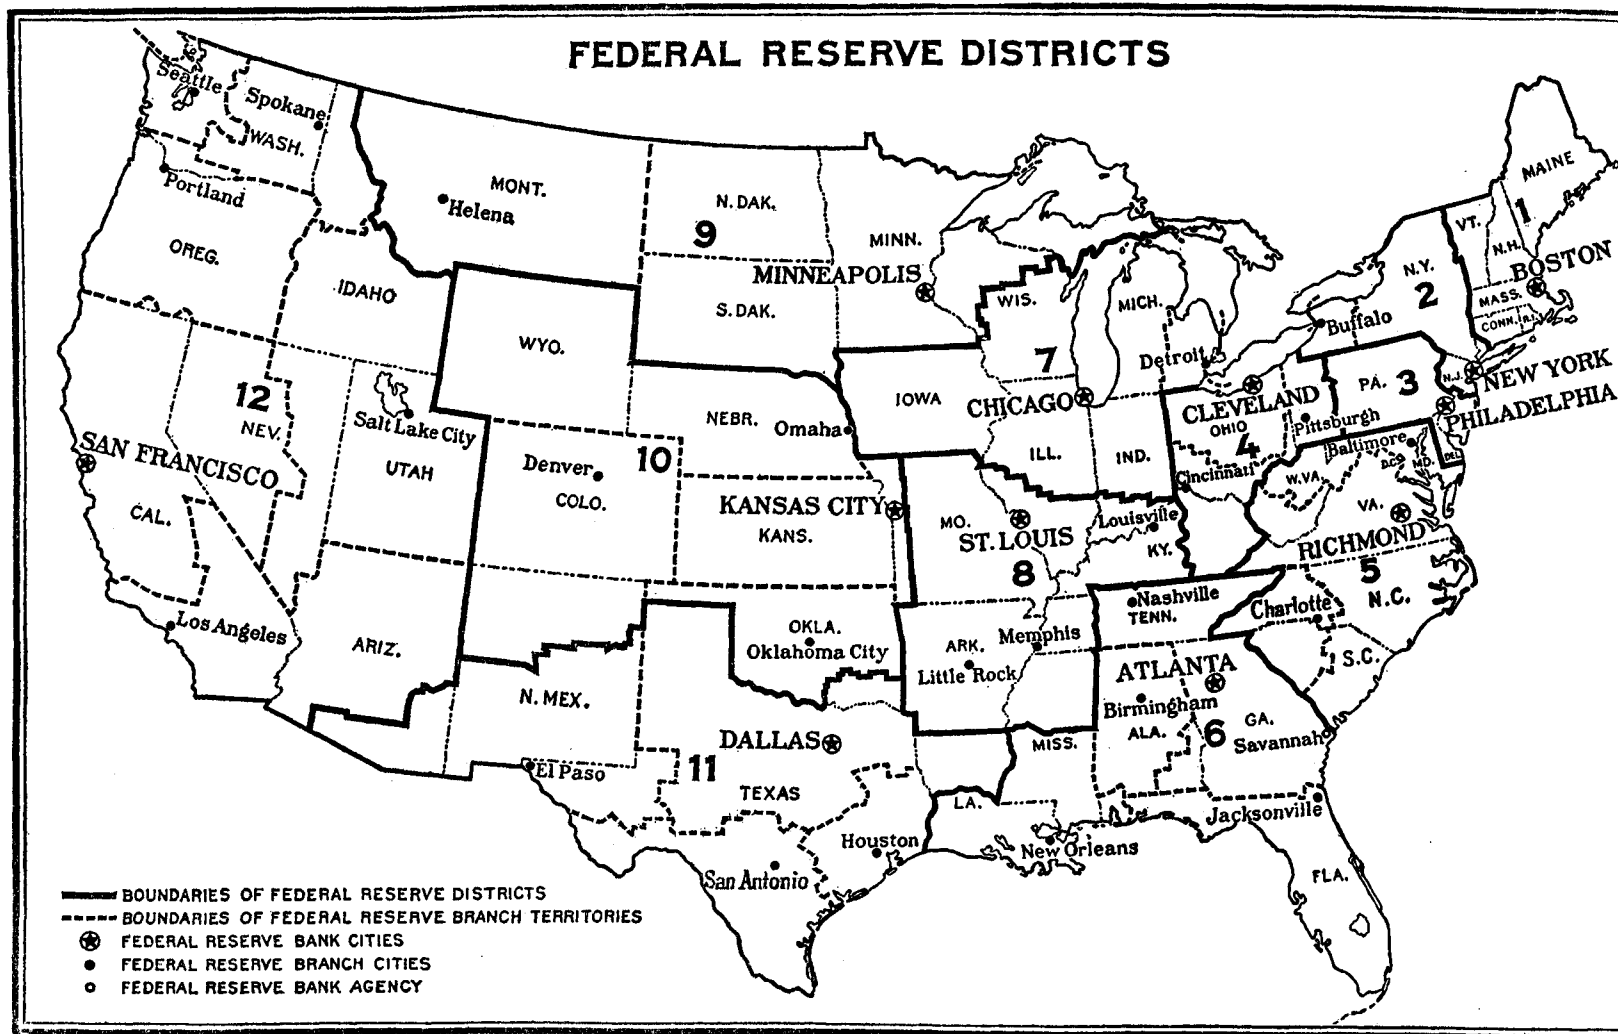 FEDERAL RESERVE DISTRICTS
Seattle
Spokane
WASH.
Portland
OREG.
IDAHO
MONT.
Helena
N. DAK.
9
S. DAK.
MINN.
MINNEAPOLIS
WIS.
MICH.
Detroit
7
CHICAGO
IOWA
ILL.
IND.
WYO.
NEBR.
Omaha
12
NEV.
Salt Lake City
UTAH
SAN FRANCISCO
CAL.
Los Angeles
ARIZ.
Denver
10
COLO.
KANSAS CITY
KANS.
OKLA.
Oklahoma City
N. MEX.
El Paso
DALLAS
11
TEXAS
Houston
San Antonio
MO.
ST. LOUIS
8
Louisville
KY.
ARK.
Memphis
Little Rock
Nashville
TENN.
ATLANTA
Birmingham
ALA.
6
GA.
Savannah
Jacksonville
MISS.
LA.
New Orleans
FLA.
CLEVELAND
OHIO
4
Cincinnati
Pittsburgh
PA.
3
PHILADELPHIA
N.J.
NEW YORK
N.Y.
2
Buffalo
VT.
N.H.
MAINE
1
BOSTON
MASS.
CONN.
R.I.
Baltimore
D.C.
MD.
DEL.
W.VA.
VA.
RICHMOND
5
N.C.
Charlotte
S.C.
BOUNDARIES OF FEDERAL RESERVE DISTRICTS
BOUNDARIES OF FEDERAL RESERVE BRANCH TERRITORIES
FEDERAL RESERVE BANK CITIES
FEDERAL RESERVE BRANCH CITIES
FEDERAL RESERVE BANK AGENCY